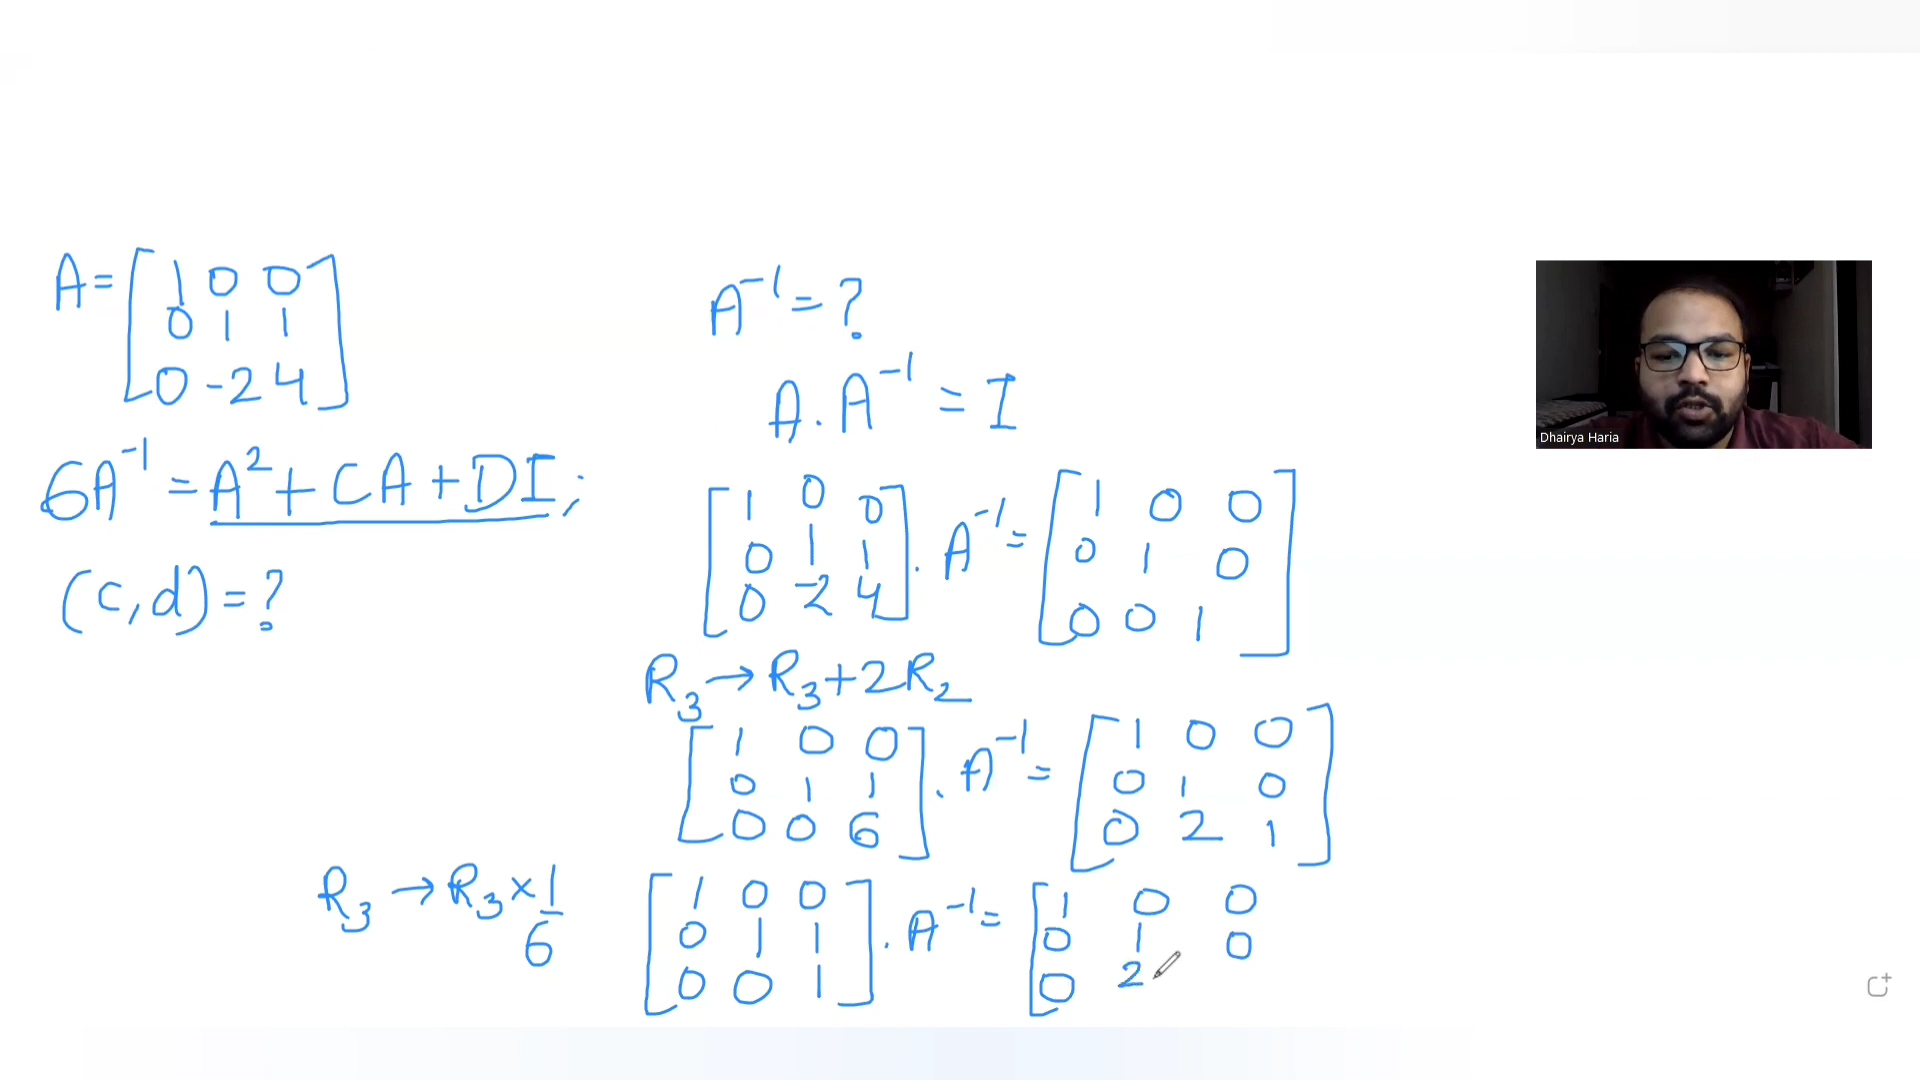 A = [1 0 0
0 1 1
0 -2 4]
6A⁻¹ = A² + CA + DI ;
(c,d) = ?
A⁻¹ = ?
A . A⁻¹ = I
[1 0 0
0 1 1
0 -2 4] . A⁻¹ = [1 0 0
0 1 0
0 0 1]
R₃ → R₃ + 2R₂
[1 0 0
0 1 1
0 0 6] . A⁻¹ = [1 0 0
0 1 0
0 2 1]
R₃ → R₃ × 1/6
[1 0 0
0 1 1
0 0 1] . A⁻¹ = [1 0 0
0 1 0
0 2
Dhairya Haria